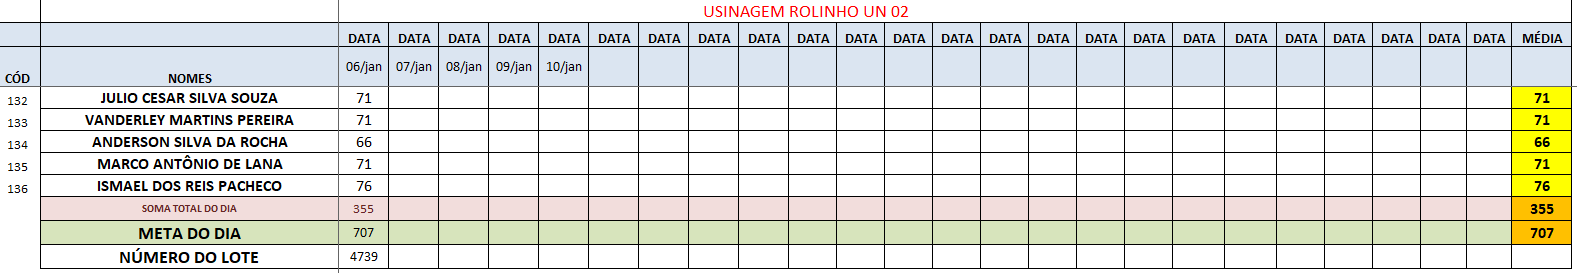 USINAGEM ROLINHO UN 02
DATA DATA DATA DATA DATA DATA DATA DATA DATA DATA DATA DATA DATA DATA DATA DATA DATA DATA DATA DATA DATA DATA DATA MÉDIA
CÓD NOMES 06/jan 07/jan 08/jan 09/jan 10/jan
132 JULIO CESAR SILVA SOUZA 71 71
133 VANDERLEY MARTINS PEREIRA 71 71
134 ANDERSON SILVA DA ROCHA 66 66
135 MARCO ANTÔNIO DE LANA 71 71
136 ISMAEL DOS REIS PACHECO 76 76
SOMA TOTAL DO DIA 355 355
META DO DIA 707 707
NÚMERO DO LOTE 4739